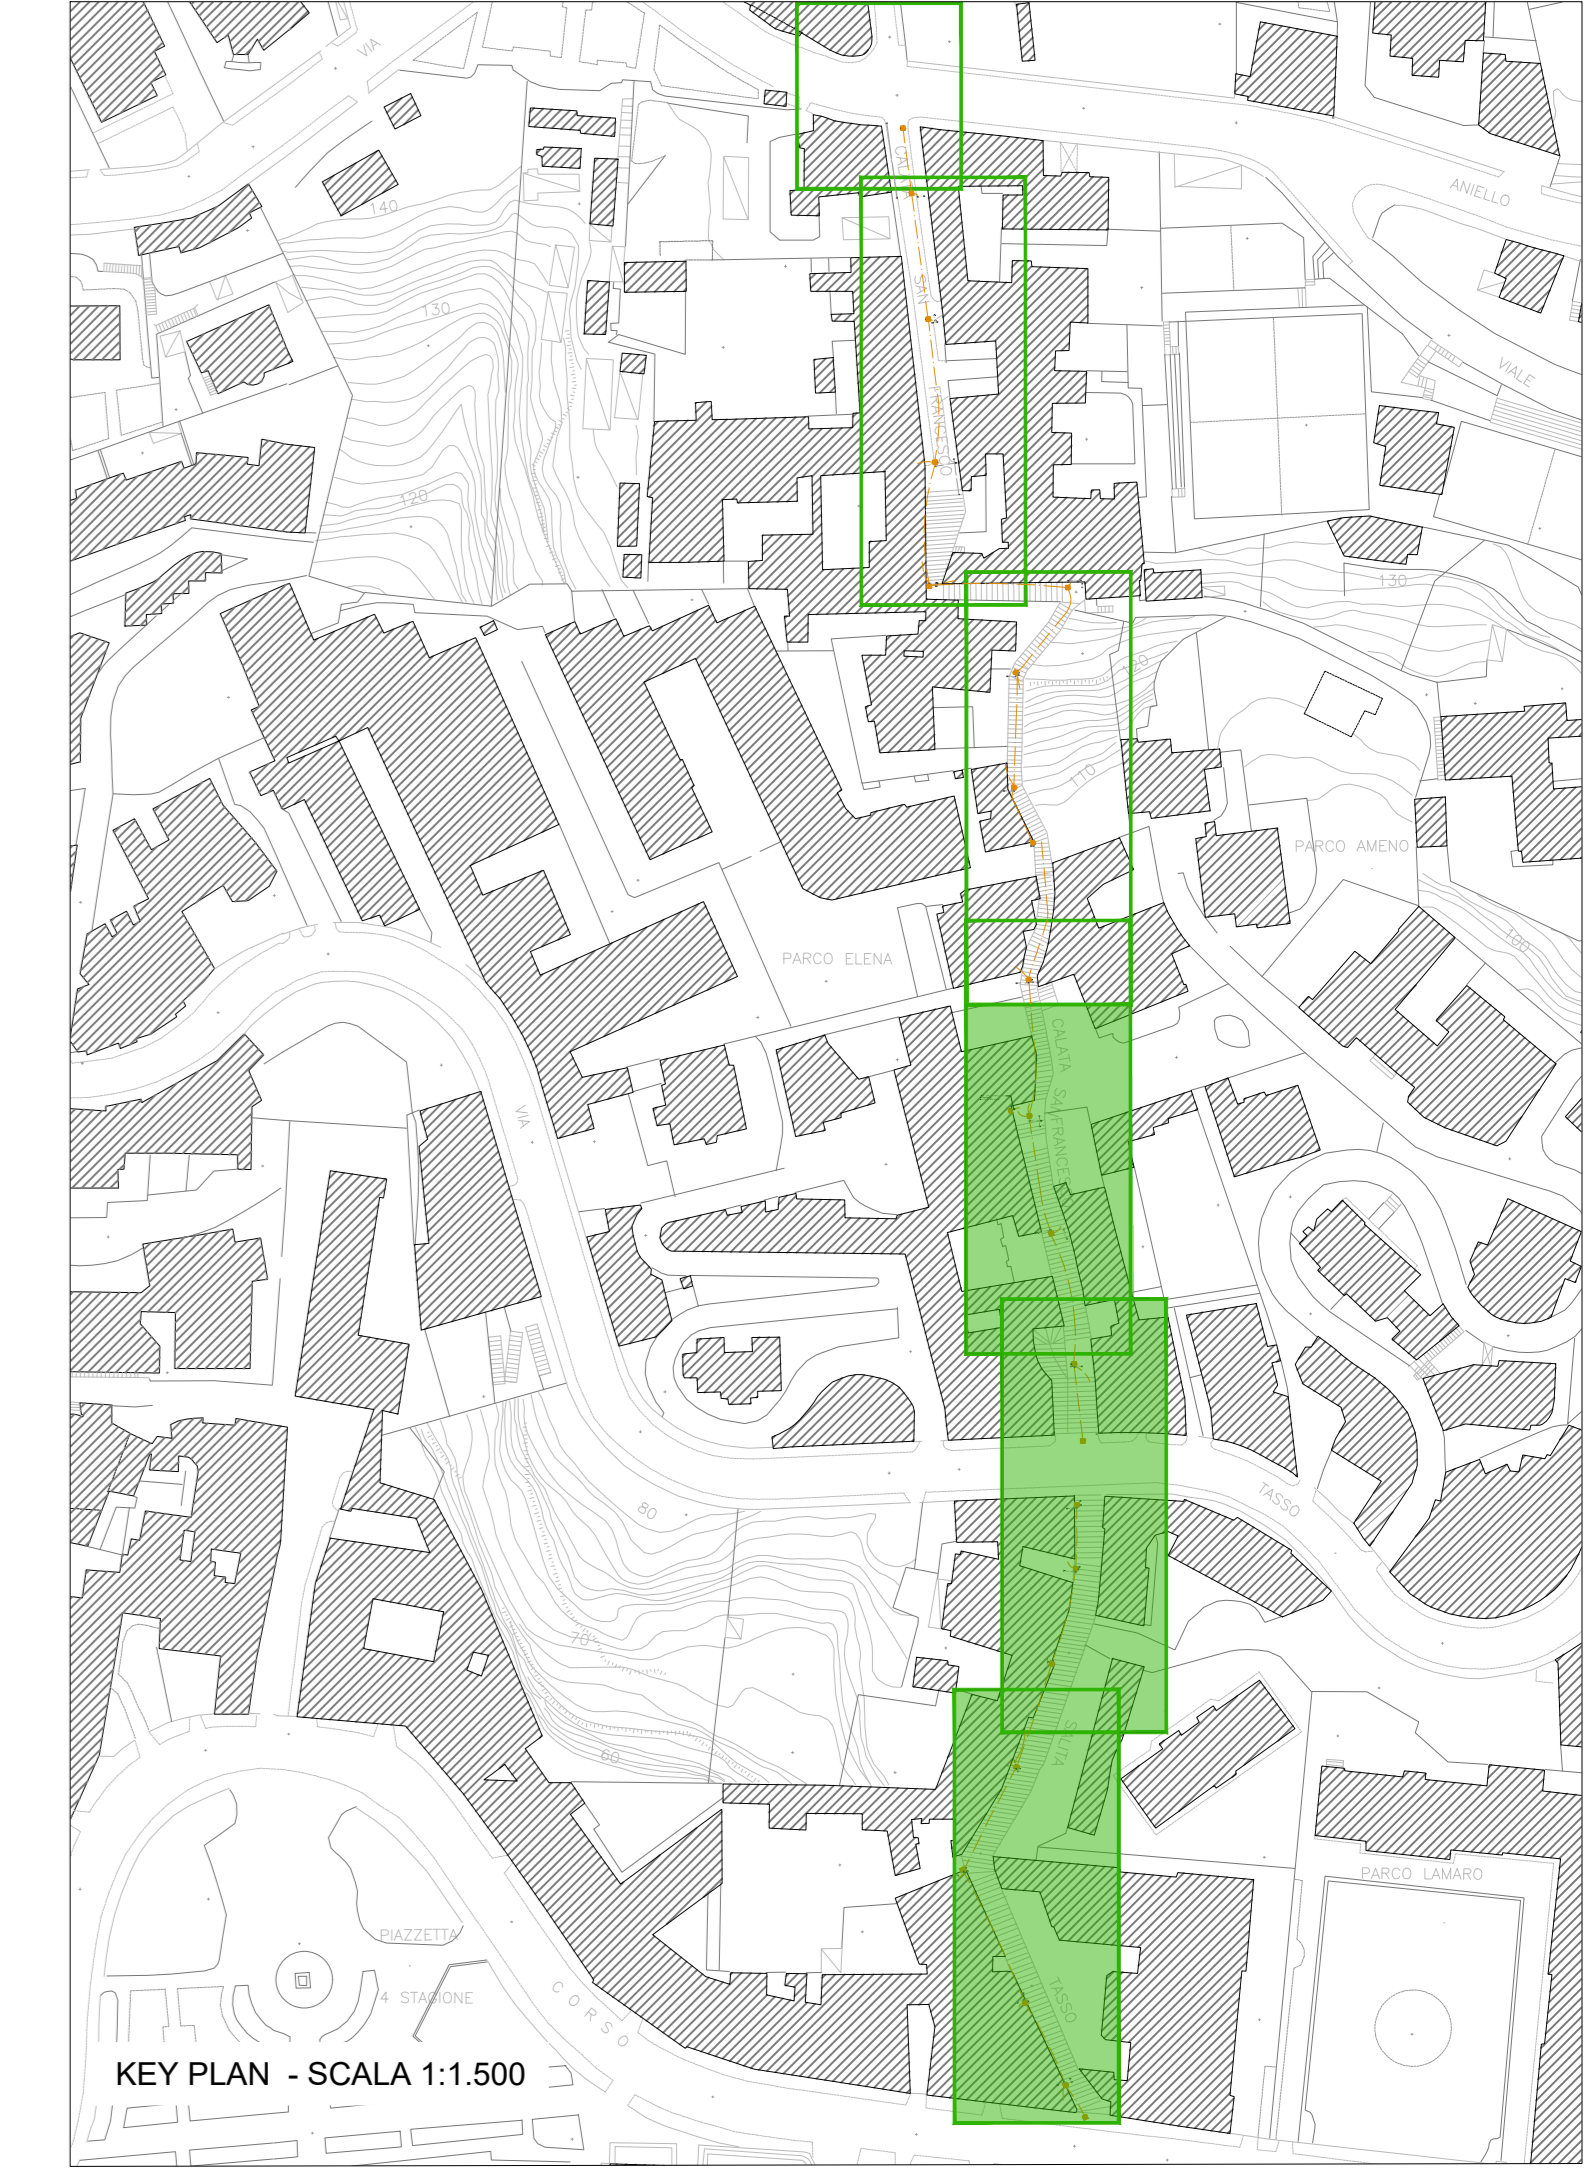 VIA
140
CALATA
ANIELLO
130
SAN
VIALE
FRANCESCO
120
130
120
110
PARCO AMENO
100
PARCO ELENA
CALATA SAN FRANCE
VIA
80
TASSO
70
SALITA
60
PARCO LAMARO
PIAZZETTA
4 STAGIONE
CORSO
TASSO
KEY PLAN - SCALA 1:1.500